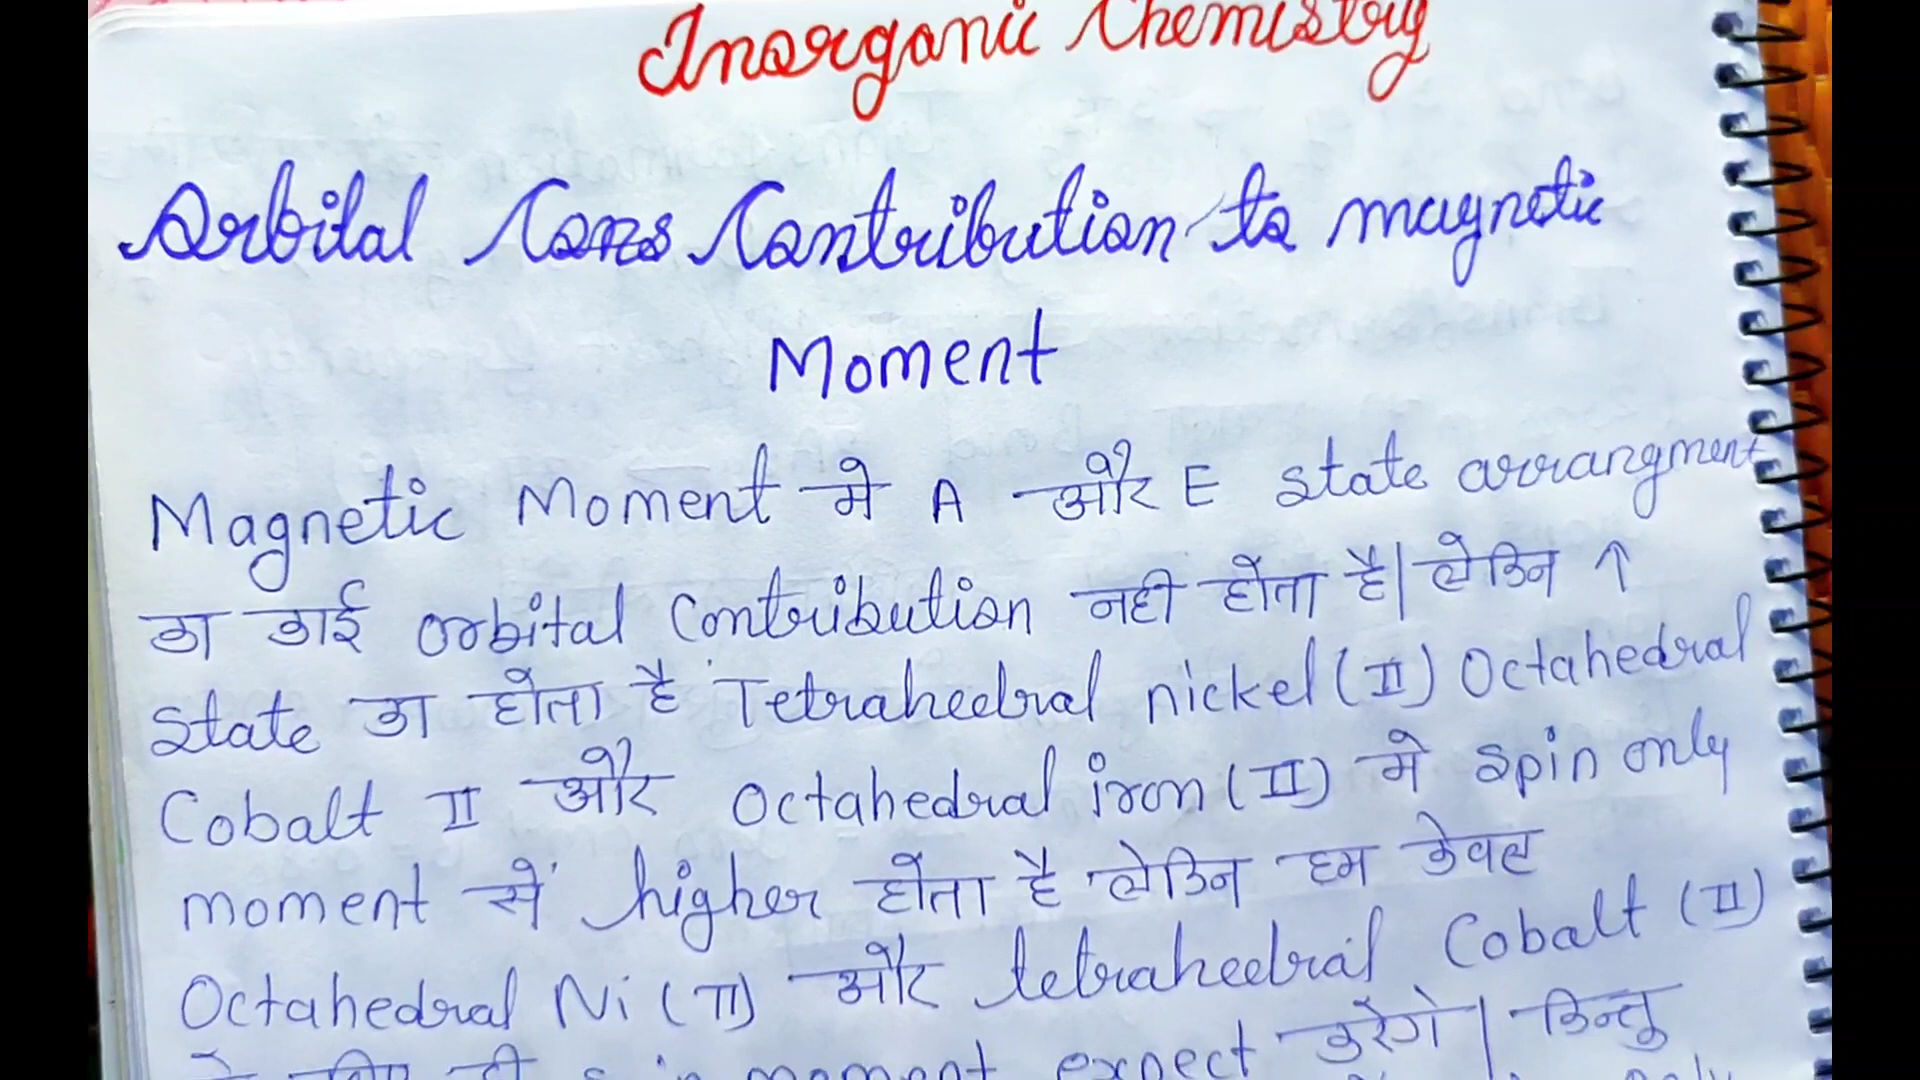 Inorganic Chemistry
Orbital Cons Contribution to magnetic
Moment
Magnetic Moment मे A और E state arrangment
का काई orbital Contribution नही होता है। लेकिन ↑
State का होता है Tetrahedral nickel (II) Octahedral
Cobalt II और Octahedral iron (II) मे spin only
moment से higher होता है लेकिन हम केवल
Octahedral Ni (II) और tetrahedral Cobalt (II)
moment expect करेगे। किन्तु